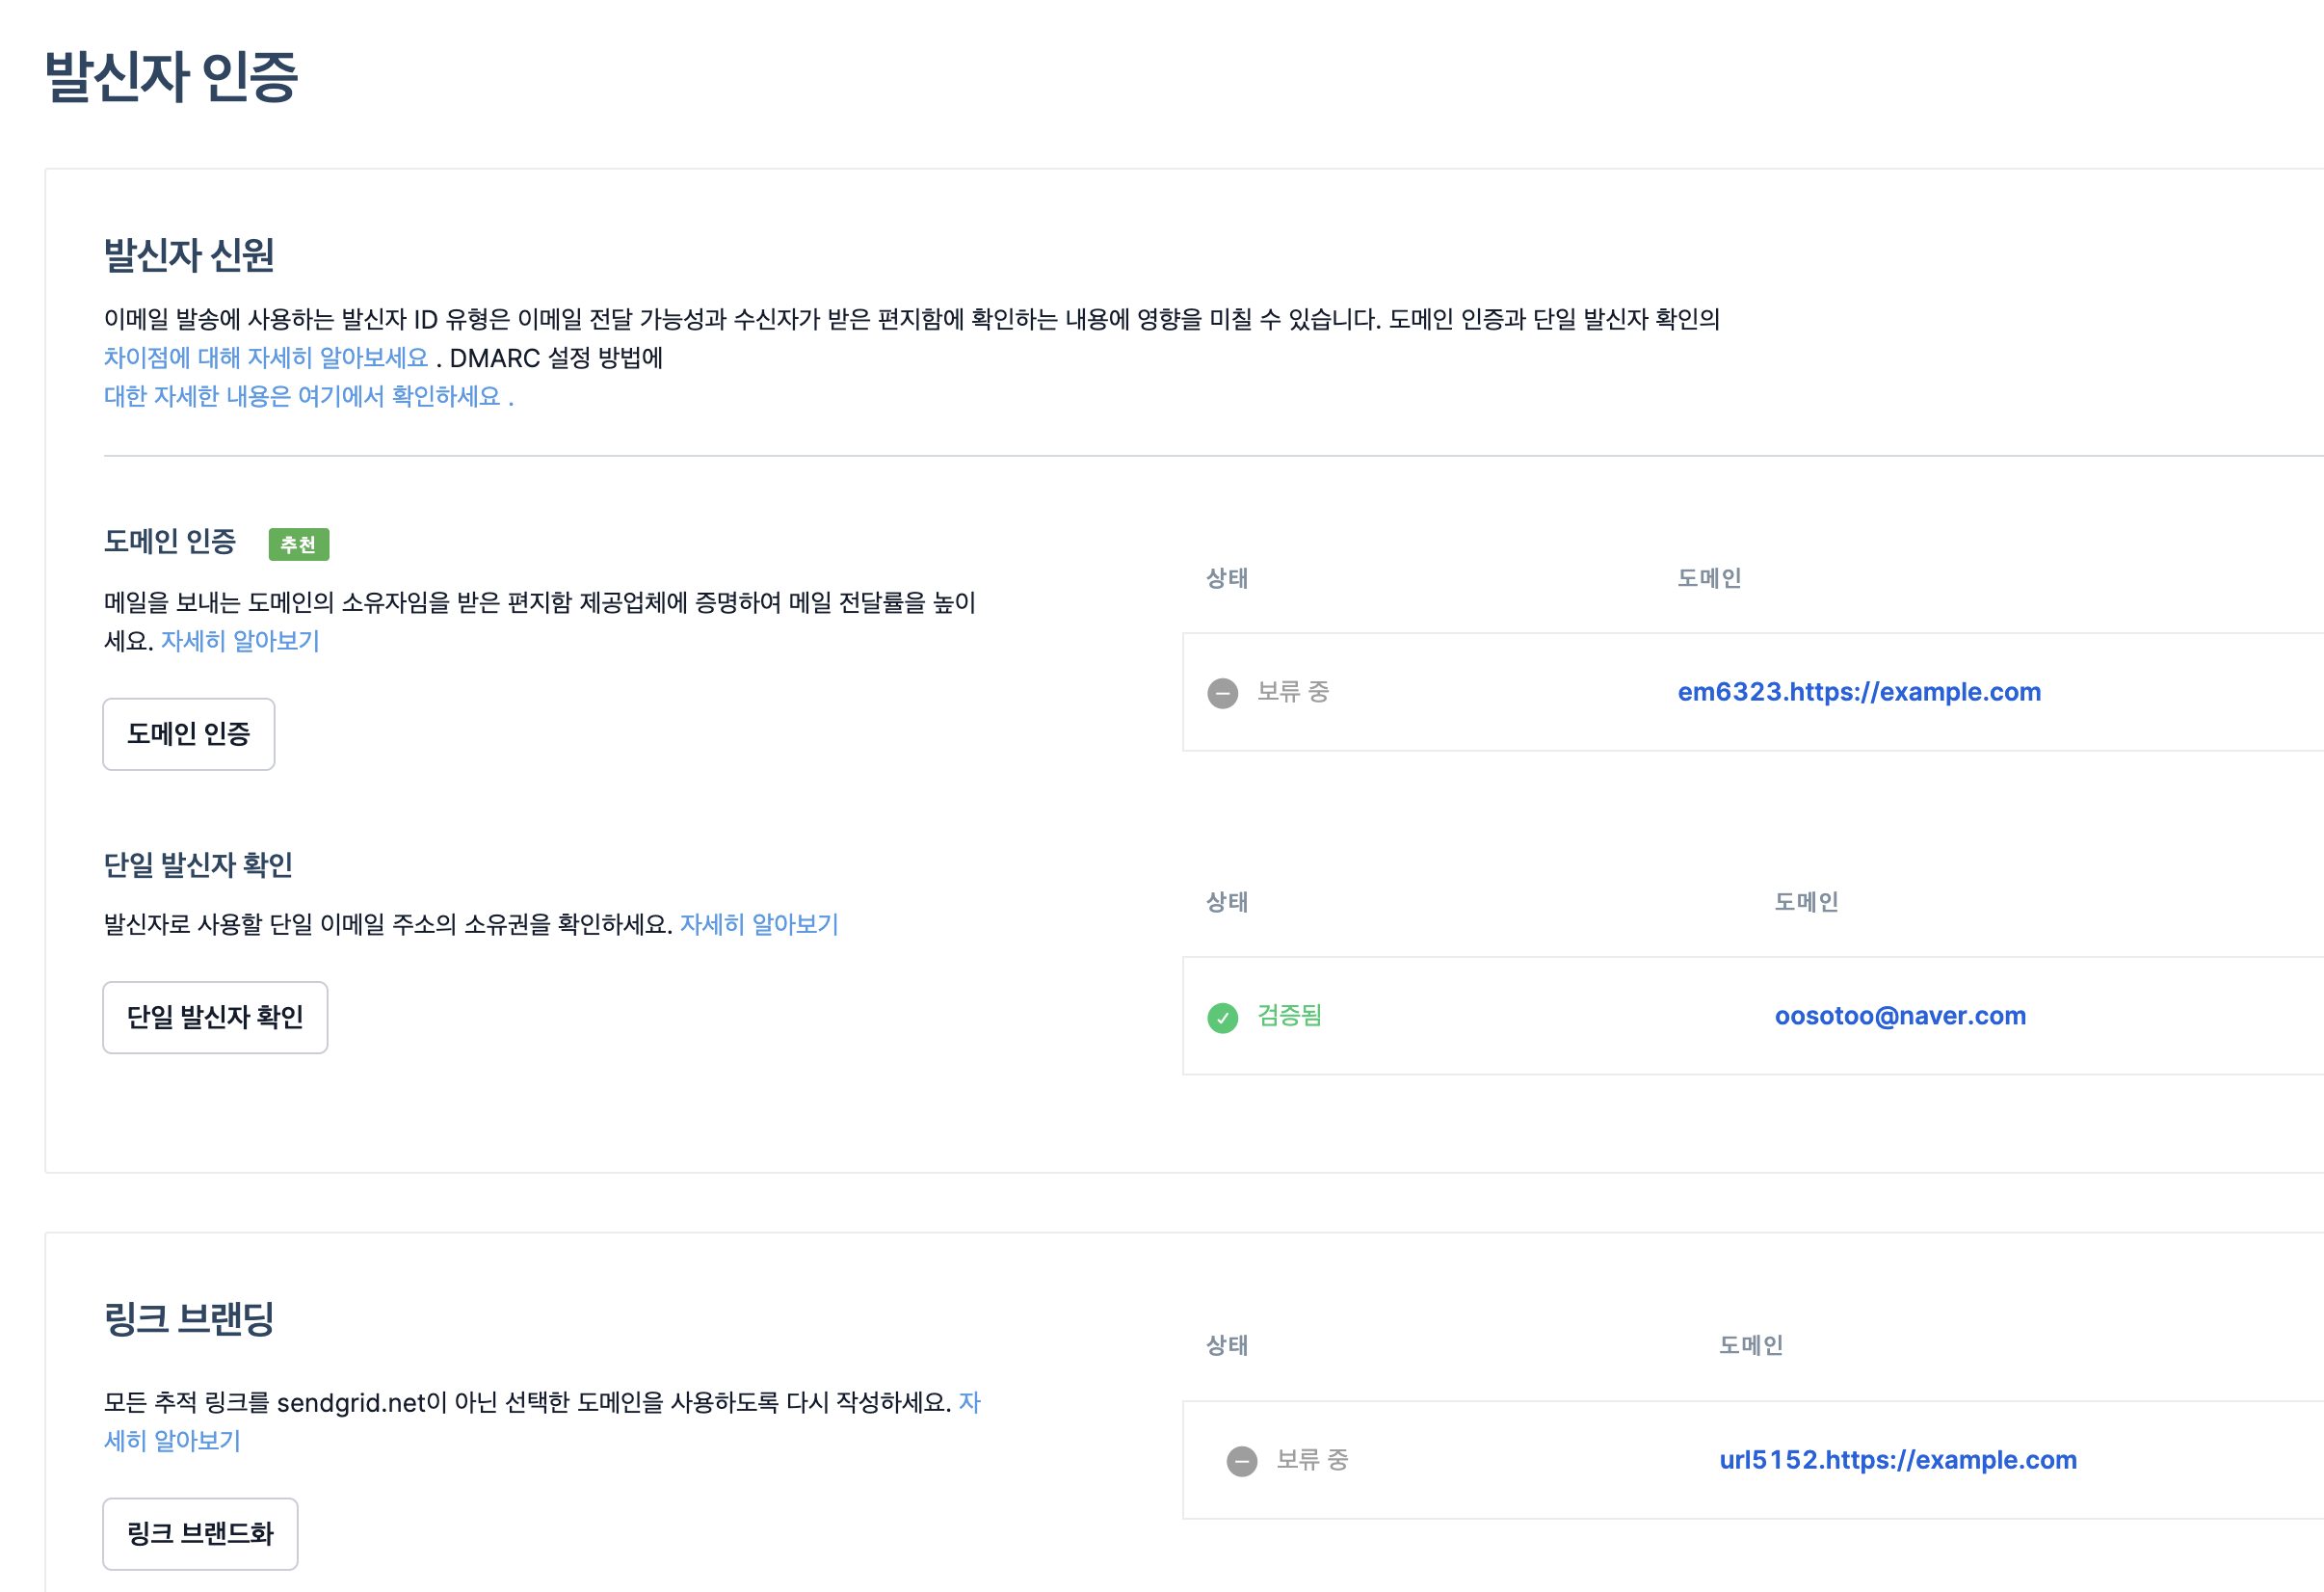 발신자 인증
발신자 신원
이메일 발송에 사용하는 발신자 ID 유형은 이메일 전달 가능성과 수신자가 받은 편지함에 확인하는 내용에 영향을 미칠 수 있습니다. 도메인 인증과 단일 발신자 확인의
차이점에 대해 자세히 알아보세요 . DMARC 설정 방법에
대한 자세한 내용은 여기에서 확인하세요 .
도메인 인증 추천
메일을 보내는 도메인의 소유자임을 받은 편지함 제공업체에 증명하여 메일 전달률을 높이
세요. 자세히 알아보기
도메인 인증
상태 도메인
보류 중 em6323.https://example.com
단일 발신자 확인
발신자로 사용할 단일 이메일 주소의 소유권을 확인하세요. 자세히 알아보기
단일 발신자 확인
상태 도메인
검증됨 oosotoo@naver.com
링크 브랜딩
모든 추적 링크를 sendgrid.net이 아닌 선택한 도메인을 사용하도록 다시 작성하세요. 자
세히 알아보기
링크 브랜드화
상태 도메인
보류 중 url5152.https://example.com